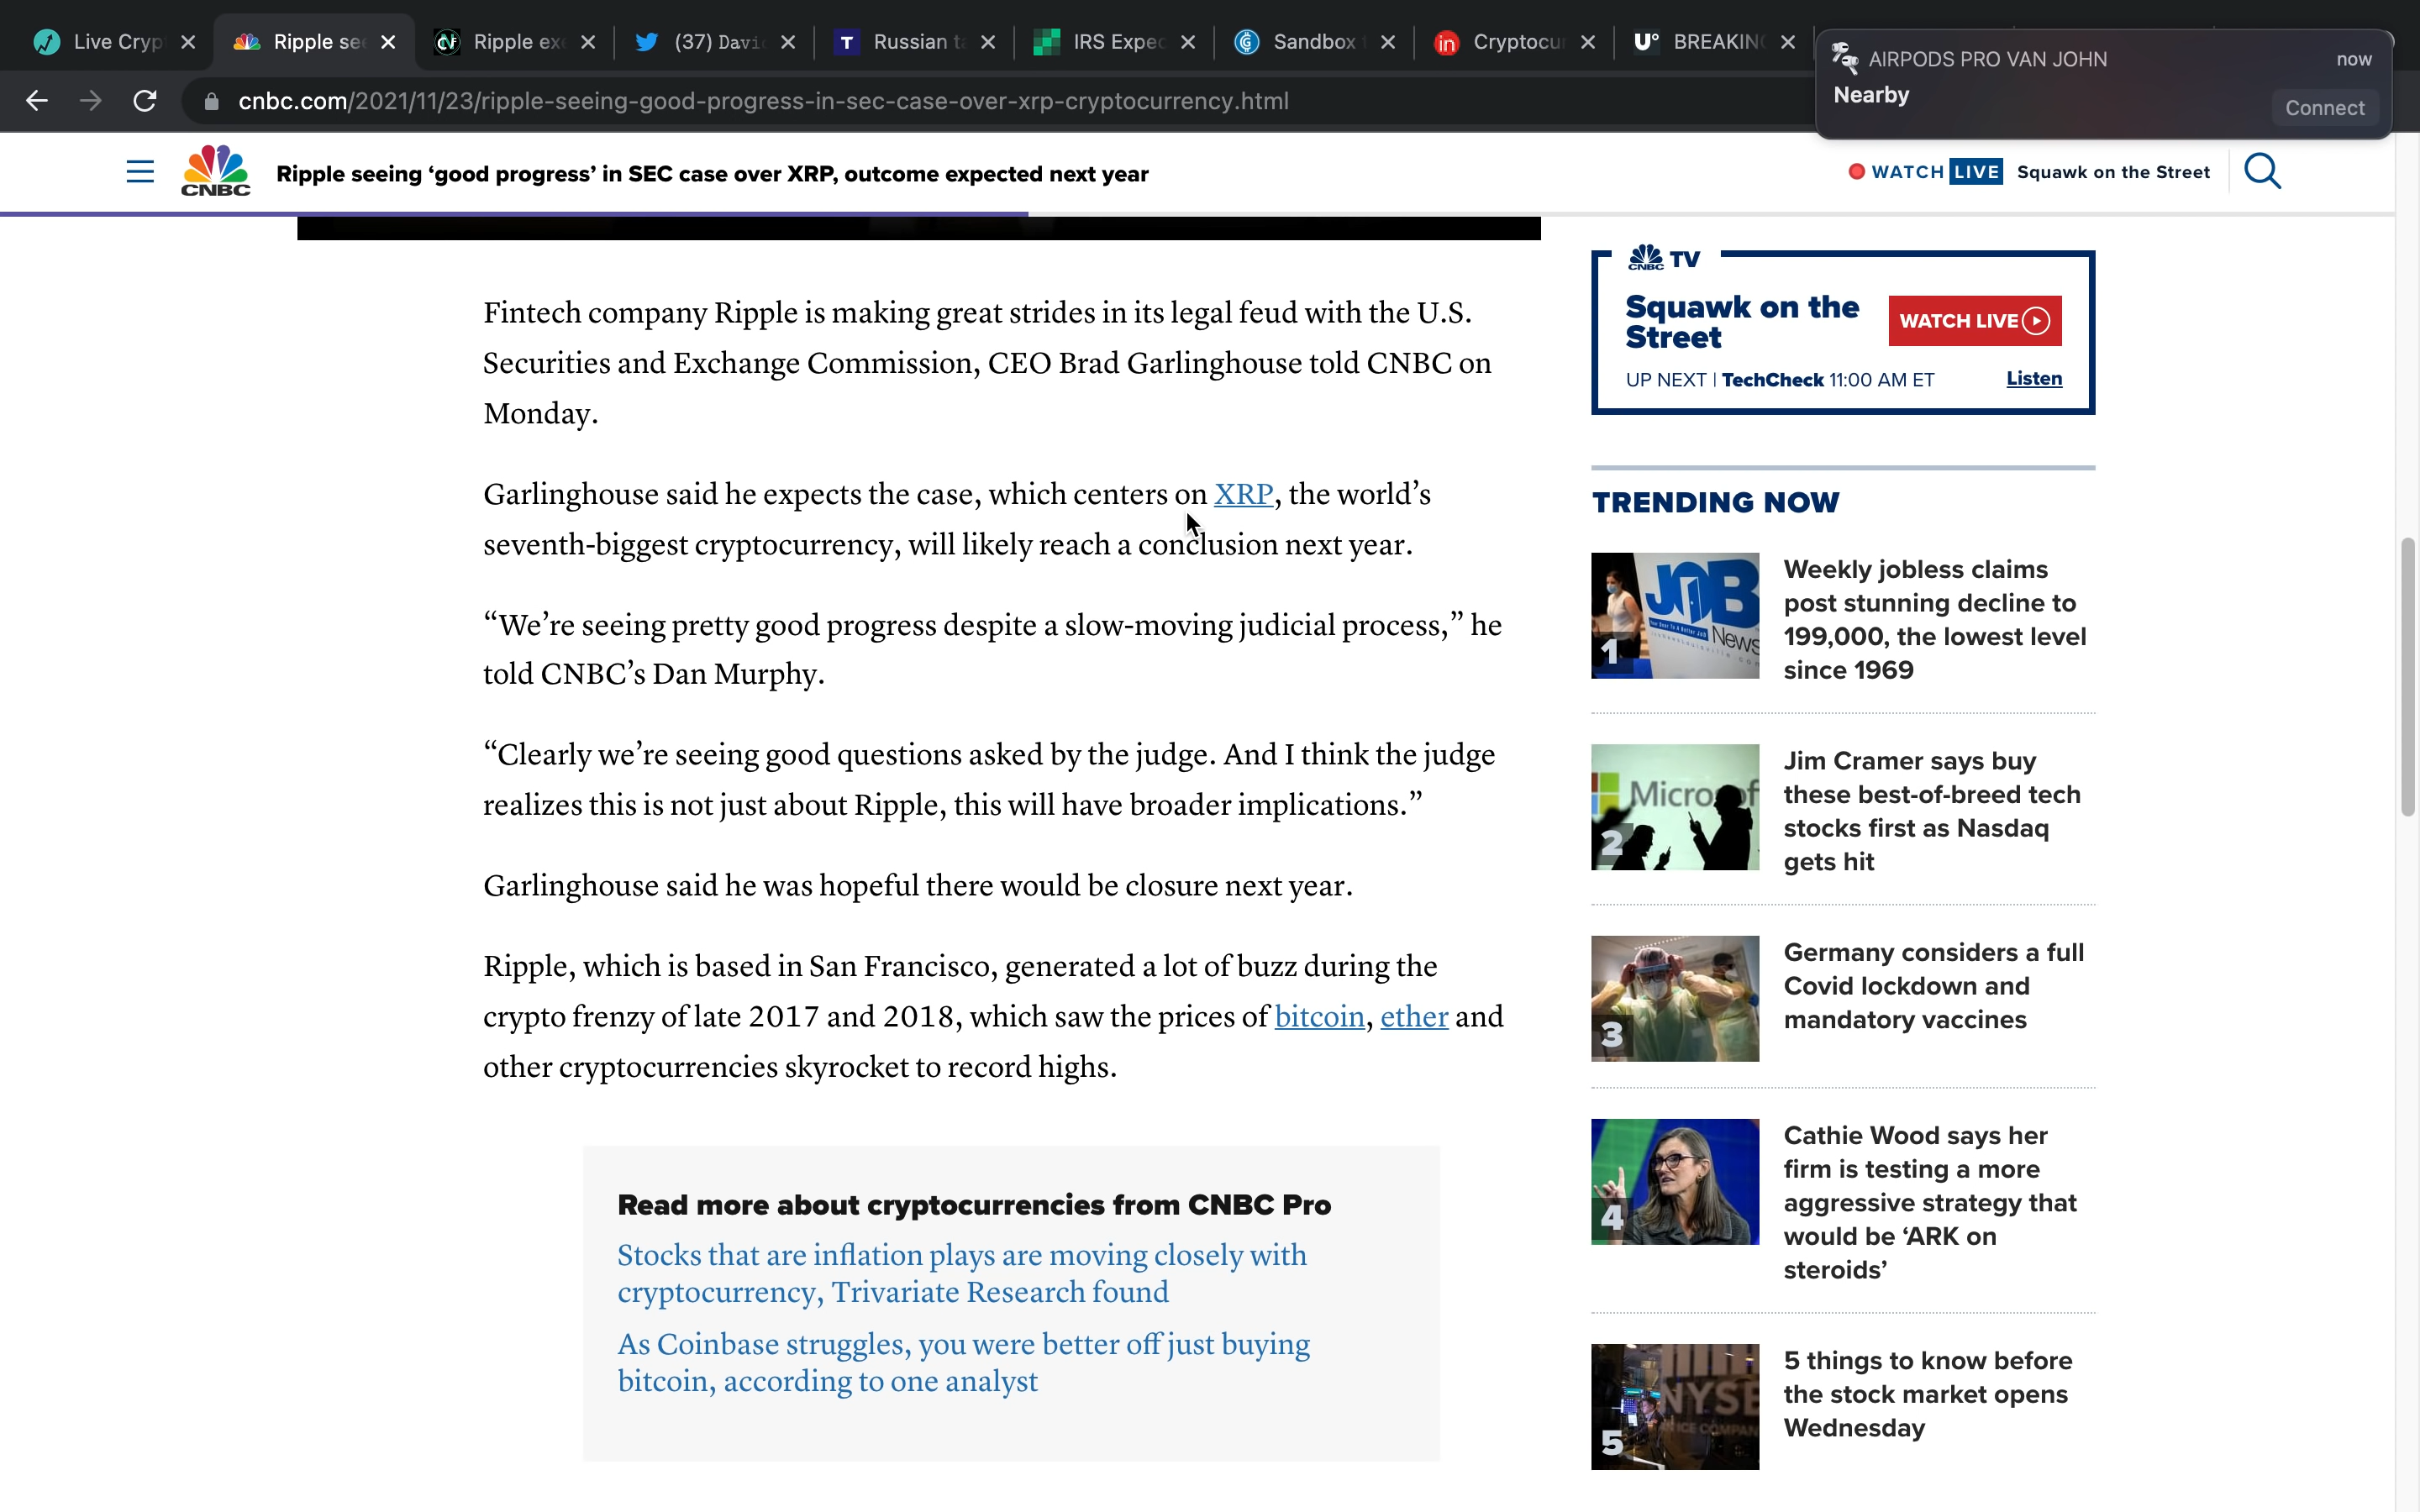 Live Cryp
Ripple se
Ripple ex
(37) Davi
Russian t
IRS Expec
Sandbox
Cryptocu
BREAKIN
AIRPODS PRO VAN JOHN
now
Nearby
Connect
cnbc.com/2021/11/23/ripple-seeing-good-progress-in-sec-case-over-xrp-cryptocurrency.html
CNBC
Ripple seeing ‘good progress’ in SEC case over XRP, outcome expected next year
WATCH LIVE Squawk on the Street
Fintech company Ripple is making great strides in its legal feud with the U.S.
Securities and Exchange Commission, CEO Brad Garlinghouse told CNBC on
Monday.
Garlinghouse said he expects the case, which centers on XRP, the world’s
seventh-biggest cryptocurrency, will likely reach a conclusion next year.
“We’re seeing pretty good progress despite a slow-moving judicial process,” he
told CNBC’s Dan Murphy.
“Clearly we’re seeing good questions asked by the judge. And I think the judge
realizes this is not just about Ripple, this will have broader implications.”
Garlinghouse said he was hopeful there would be closure next year.
Ripple, which is based in San Francisco, generated a lot of buzz during the
crypto frenzy of late 2017 and 2018, which saw the prices of bitcoin, ether and
other cryptocurrencies skyrocket to record highs.
Read more about cryptocurrencies from CNBC Pro
Stocks that are inflation plays are moving closely with
cryptocurrency, Trivariate Research found
As Coinbase struggles, you were better off just buying
bitcoin, according to one analyst
CNBC TV
Squawk on the
Street
WATCH LIVE
UP NEXT | TechCheck 11:00 AM ET
Listen
TRENDING NOW
JOB
News
1
Weekly jobless claims
post stunning decline to
199,000, the lowest level
since 1969
Microsof
2
Jim Cramer says buy
these best-of-breed tech
stocks first as Nasdaq
gets hit
3
Germany considers a full
Covid lockdown and
mandatory vaccines
4
Cathie Wood says her
firm is testing a more
aggressive strategy that
would be ‘ARK on
steroids’
NYSE
5
5 things to know before
the stock market opens
Wednesday